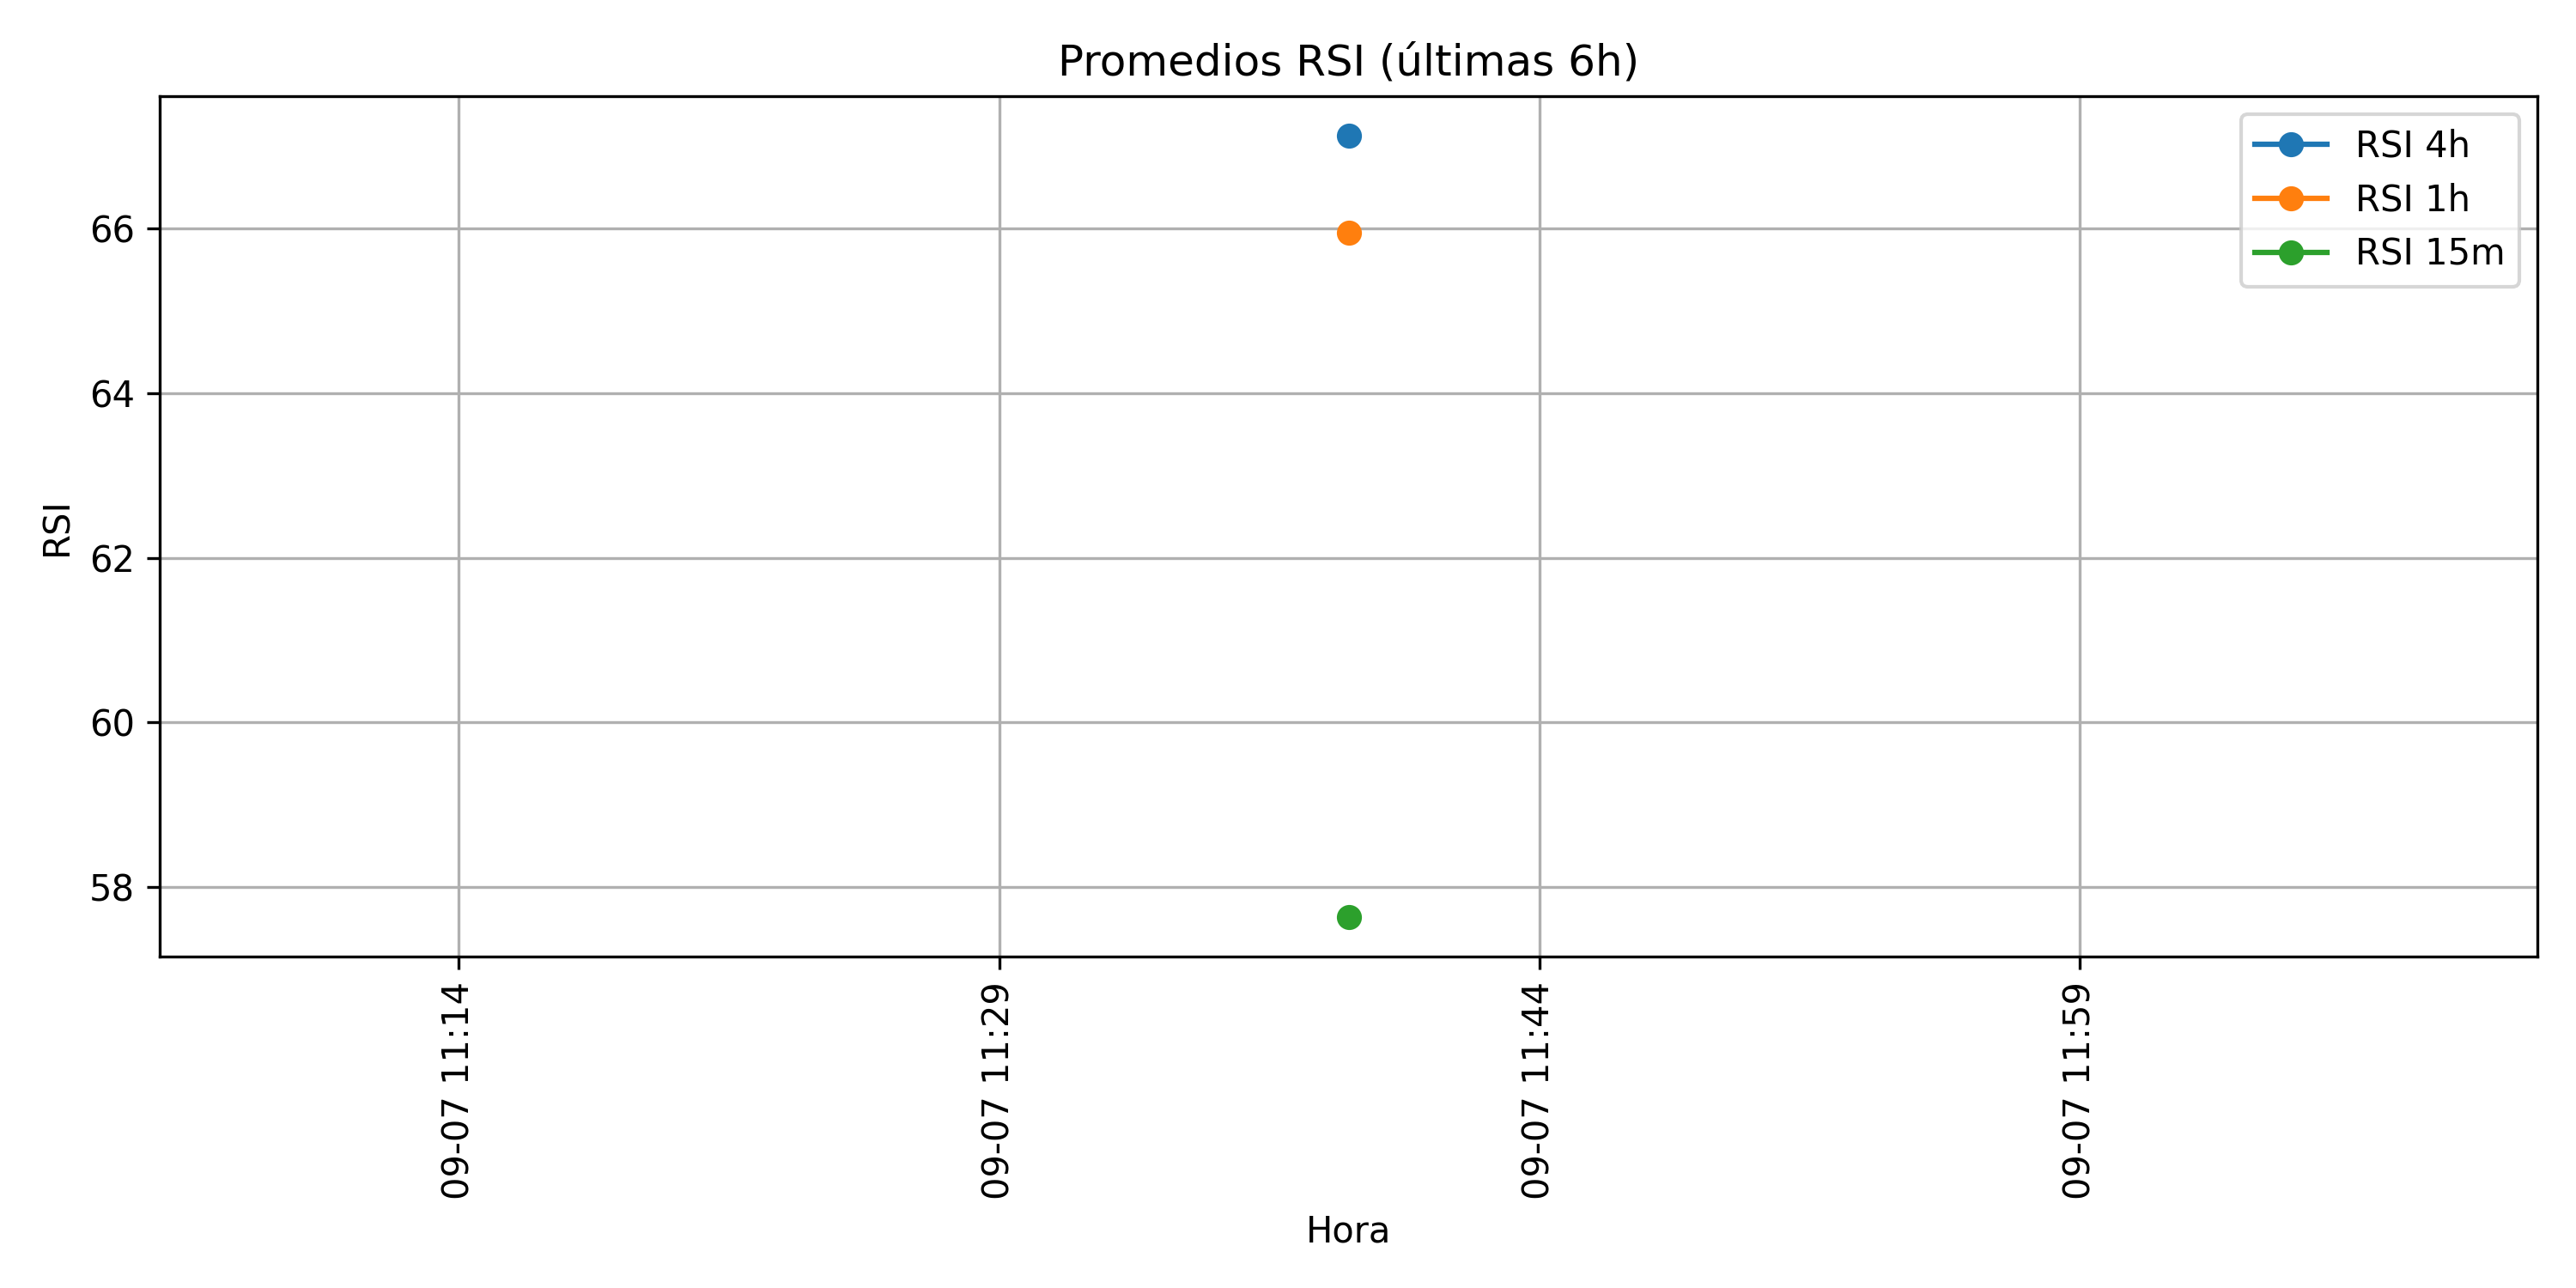 Promedios RSI (últimas 6h)
RSI 4h
RSI 1h
RSI 15m
66
64
62
60
58
RSI
09-07 11:14
09-07 11:29
09-07 11:44
09-07 11:59
Hora